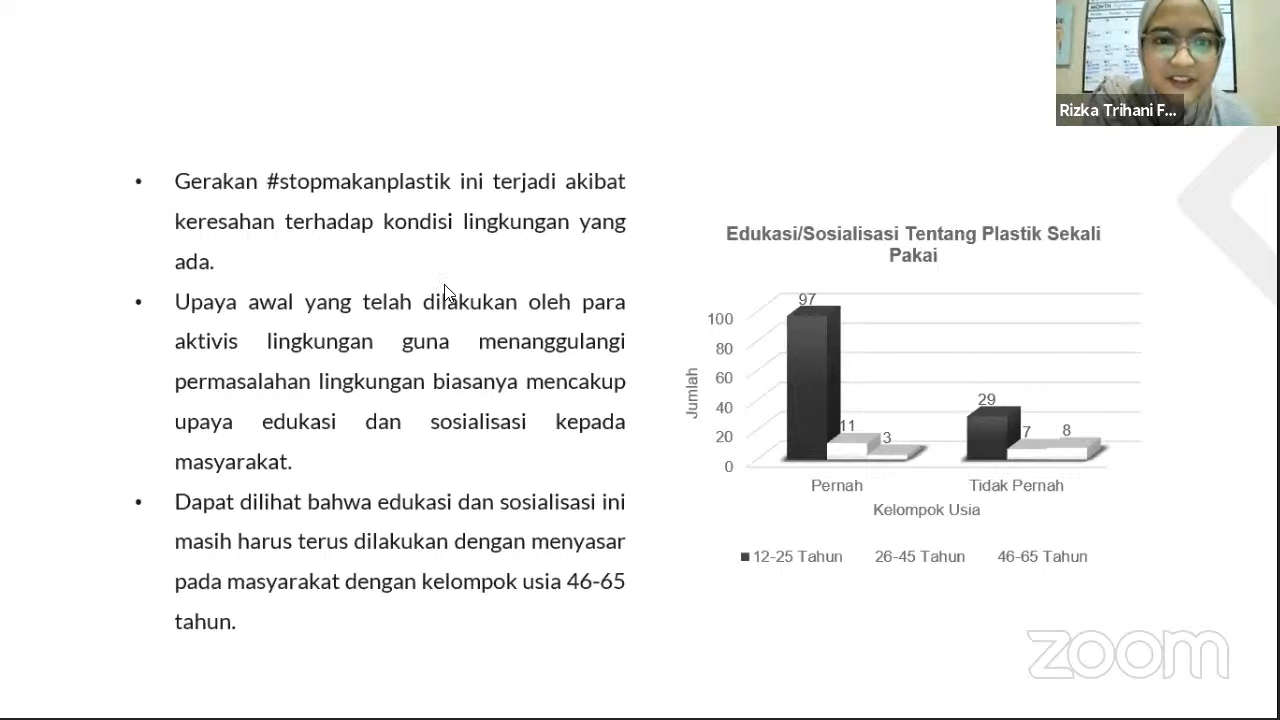 Rizka Trihani F...
• Gerakan #stopmakanplastik ini terjadi akibat
keresahan terhadap kondisi lingkungan yang
ada.
• Upaya awal yang telah dilakukan oleh para
aktivis lingkungan guna menanggulangi
permasalahan lingkungan biasanya mencakup
upaya edukasi dan sosialisasi kepada
masyarakat.
• Dapat dilihat bahwa edukasi dan sosialisasi ini
masih harus terus dilakukan dengan menyasar
pada masyarakat dengan kelompok usia 46-65
tahun.
Edukasi/Sosialisasi Tentang Plastik Sekali
Pakai
Jumlah
100
80
60
40
20
0
97
11
3
29
7
8
Pernah
Tidak Pernah
Kelompok Usia
12-25 Tahun
26-45 Tahun
46-65 Tahun
zoom